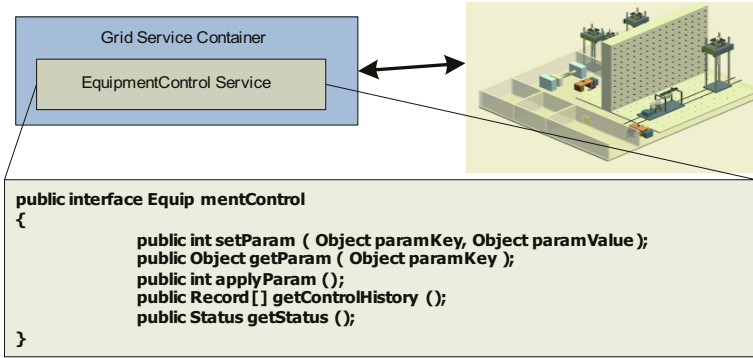 Grid Service Container
EquipmentControl Service
public interface Equip mentControl
{
public int setParam ( Object paramKey, Object paramValue );
public Object getParam ( Object paramKey );
public int applyParam ();
public Record[] getControlHistory ();
public Status getStatus ();
}